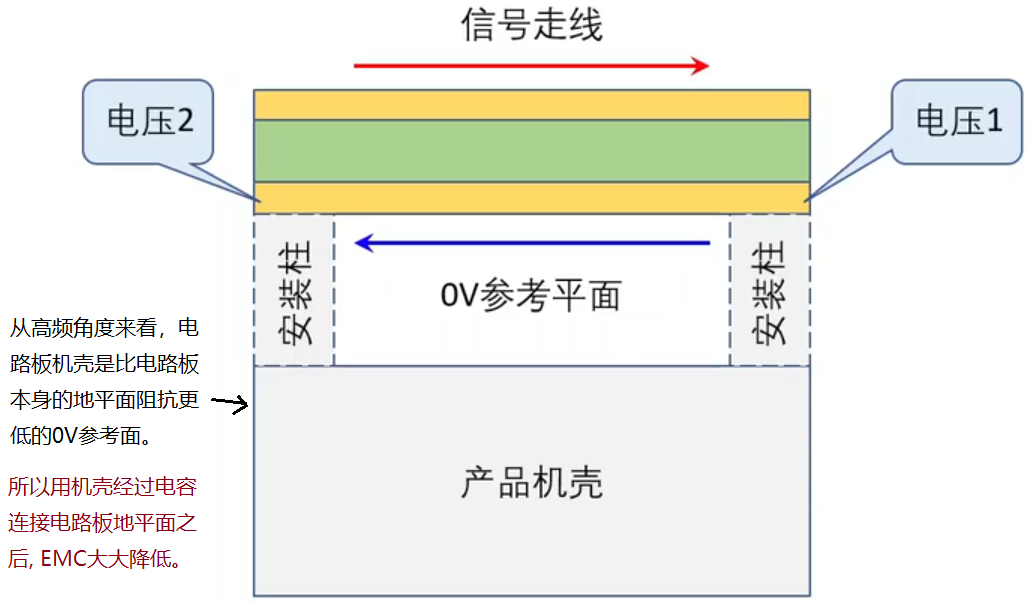 信号走线
电压2
电压1
安装柱
0V参考平面
安装柱
从高频角度来看，电
路板机壳是比电路板
本身的地平面阻抗更
低的0V参考面。
所以用机壳经过电容
连接电路板地平面之
后, EMC大大降低。
产品机壳